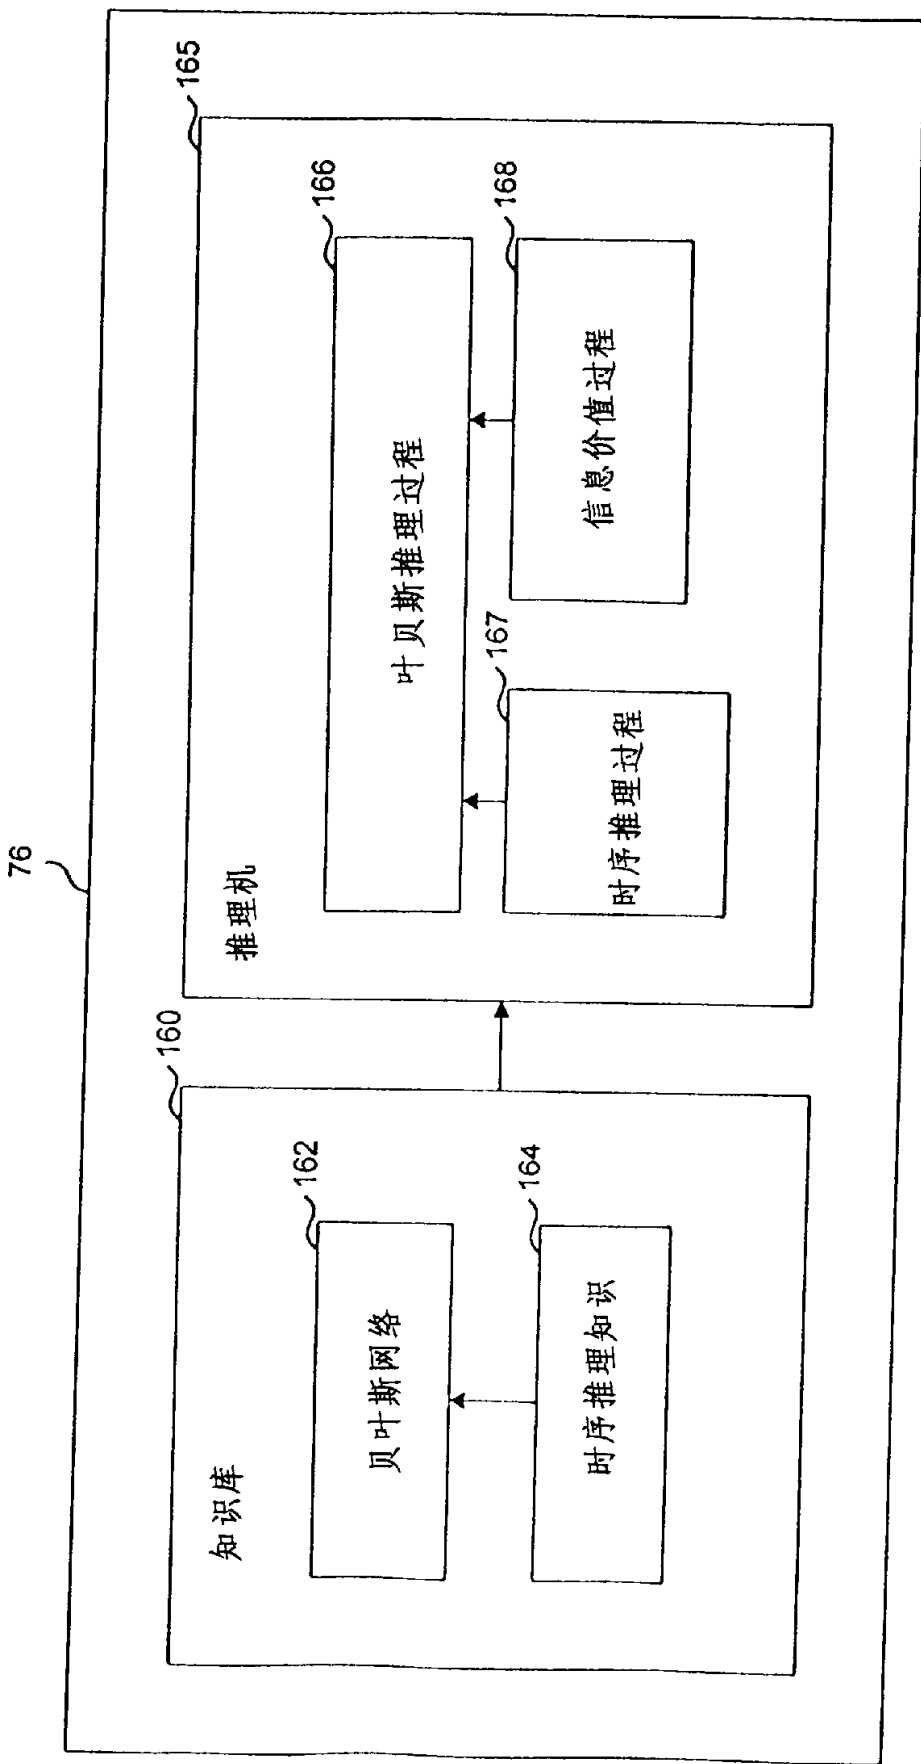 76
160
知识库
162
贝叶斯网络
164
时序推理知识
165
推理机
166
叶贝斯推理过程
167
时序推理过程
168
信息价值过程